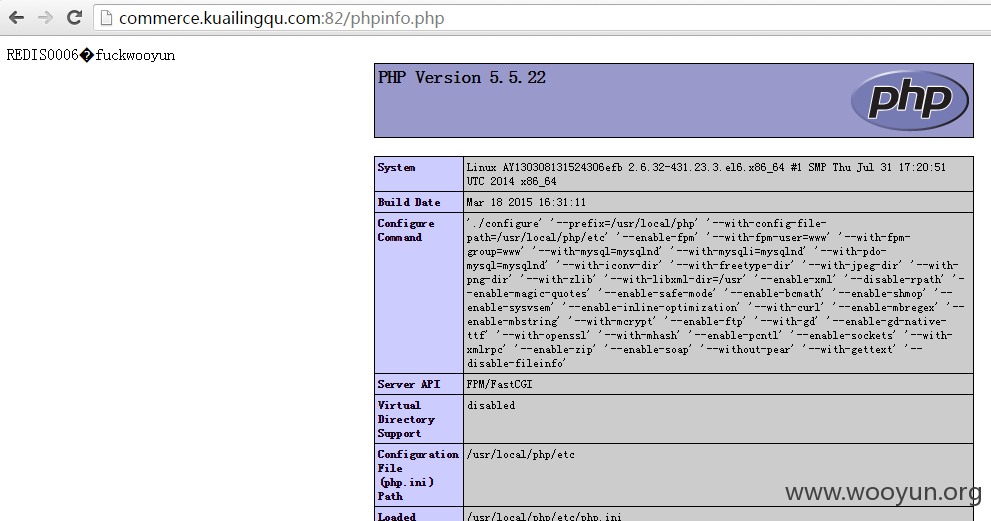 commerce.kuailingqu.com:82/phpinfo.php
REDIS0006�fuckwooyun
PHP Version 5.5.22
php
System
Linux AY130308131524306efb 2.6.32-431.23.3.el6.x86_64 #1 SMP Thu Jul 31 17:20:51
UTC 2014 x86_64
Build Date
Mar 18 2015 16:31:11
Configure
Command
'./configure' '--prefix=/usr/local/php' '--with-config-file-
path=/usr/local/php/etc' '--enable-fpm' '--with-fpm-user=www' '--with-fpm-
group=www' '--with-mysql=mysqlnd' '--with-mysqli=mysqlnd' '--with-pdo-
mysql=mysqlnd' '--with-iconv-dir' '--with-freetype-dir' '--with-jpeg-dir' '--with-
png-dir' '--with-zlib' '--with-libxml-dir=/usr' '--enable-xml' '--disable-rpath' '-
-enable-magic-quotes' '--enable-safe-mode' '--enable-bcmath' '--enable-shmop' '--
enable-sysvsem' '--enable-inline-optimization' '--with-curl' '--enable-mbregex' '--
enable-mbstring' '--with-mcrypt' '--enable-ftp' '--with-gd' '--enable-gd-native-
ttf' '--with-openssl' '--with-mhash' '--enable-pcntl' '--enable-sockets' '--with-
xmlrpc' '--enable-zip' '--enable-soap' '--without-pear' '--with-gettext' '--
disable-fileinfo'
Server API
FPM/FastCGI
Virtual
Directory
Support
disabled
Configuration
File
(php.ini)
Path
/usr/local/php/etc
Loaded
/usr/local/php/etc/php.ini
www.wooyun.org